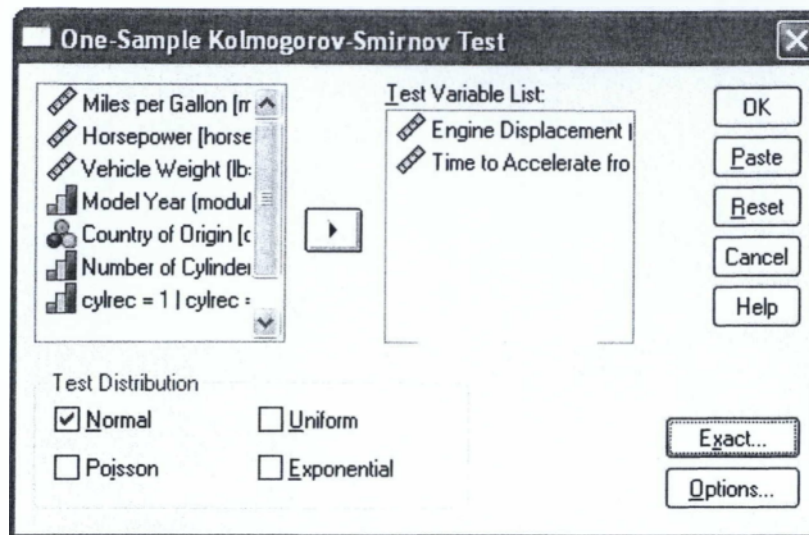 One-Sample Kolmogorov-Smirnov Test
Miles per Gallon [m
Horsepower [horse
Vehicle Weight (lb:
Model Year (modul
Country of Origin [c
Number of Cylinder
cylrec = 1 | cylrec =
Test Variable List:
Engine Displacement [
Time to Accelerate fro
OK
Paste
Reset
Cancel
Help
Test Distribution
Normal
Uniform
Poisson
Exponential
Exact...
Options...